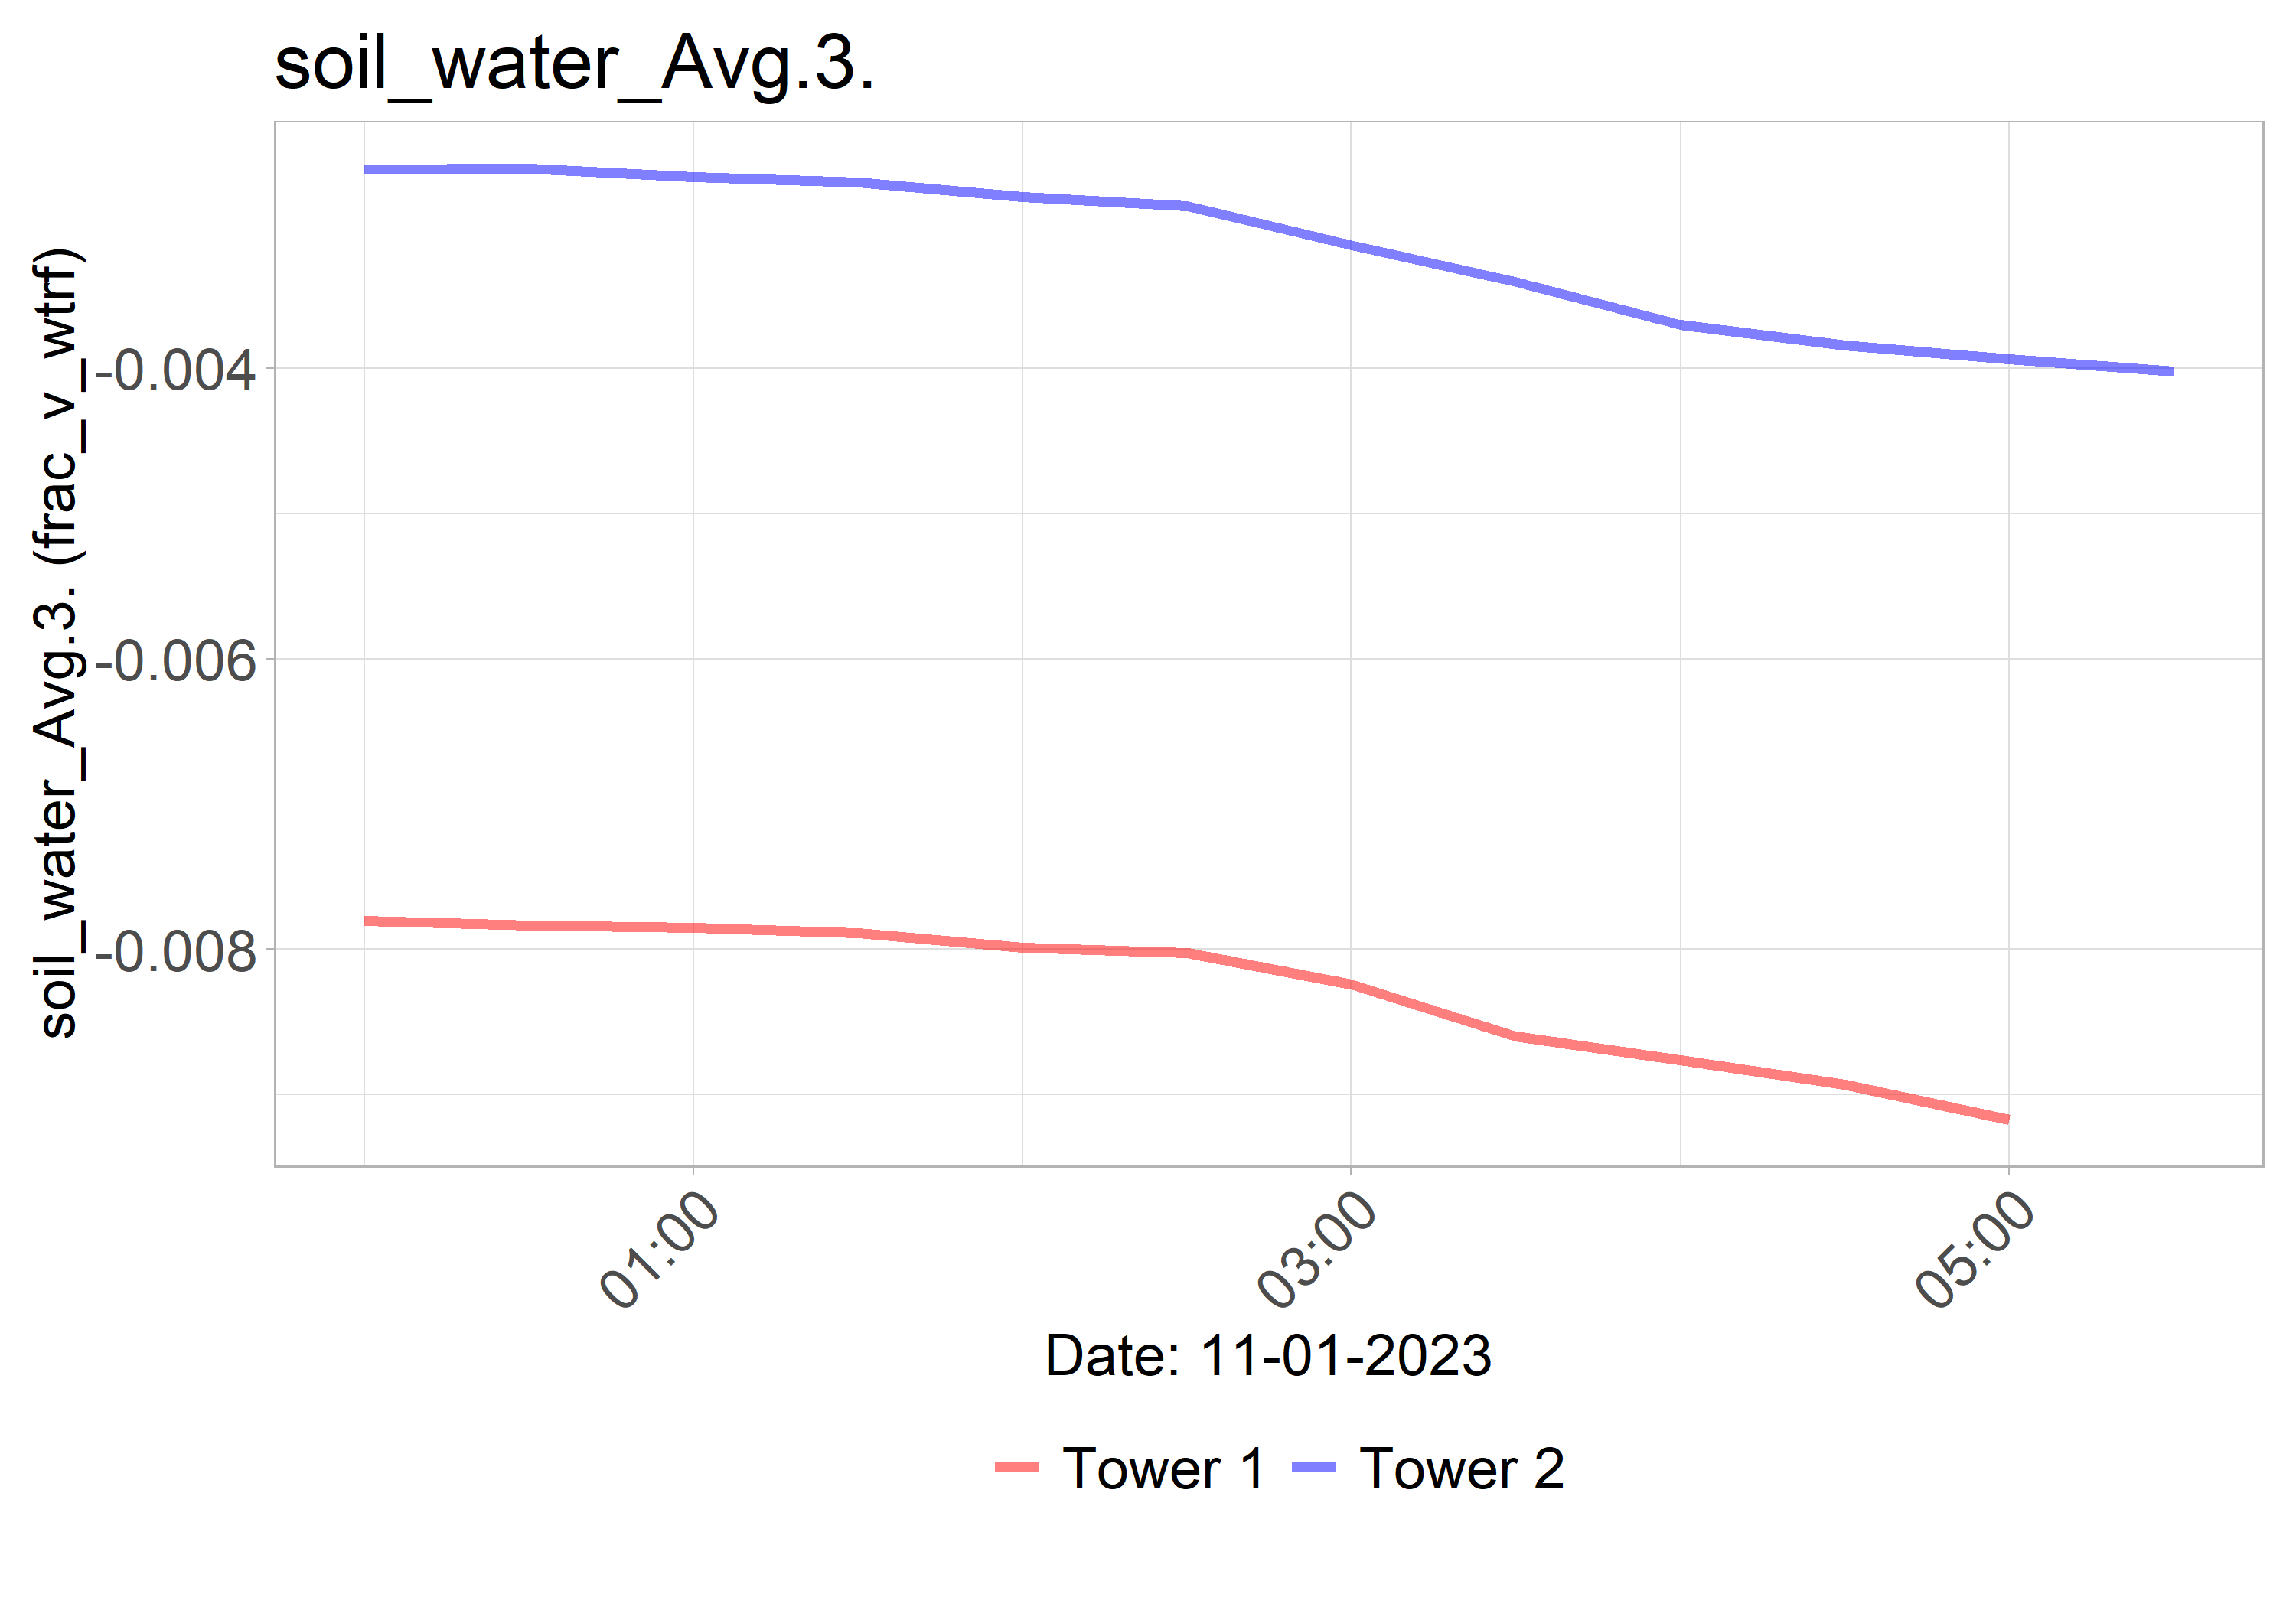 soil_water_Avg.3.
soil_water_Avg.3. (frac_v_wtrf)
-0.004
-0.006
-0.008
01:00
03:00
05:00
Date: 11-01-2023
Tower 1
Tower 2